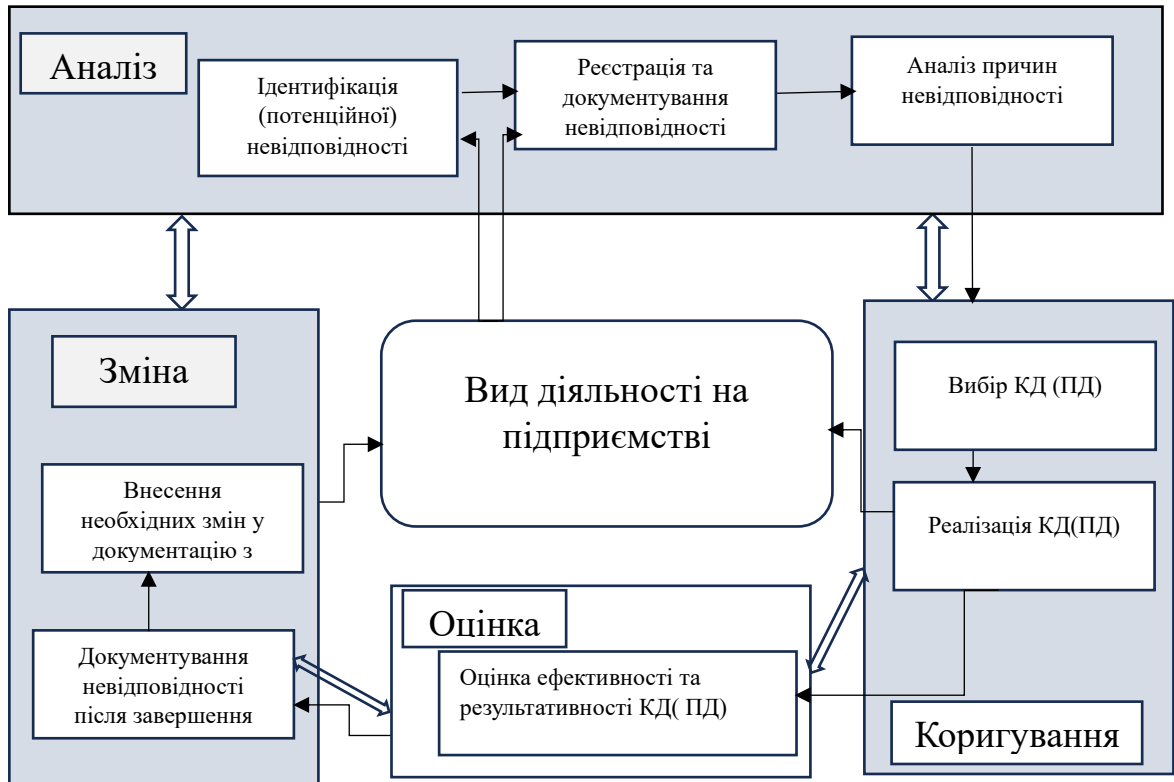 Аналіз
Ідентифікація
(потенційної)
невідповідності
Реєстрація та
документування
невідповідності
Аналіз причин
невідповідності
Зміна
Внесення
необхідних змін у
документацію з
Документування
невідповідності
після завершення
Вид діяльності на
підприємстві
Оцінка
Оцінка ефективності та
результативності КД( ПД)
Вибір КД (ПД)
Реалізація КД(ПД)
Коригування